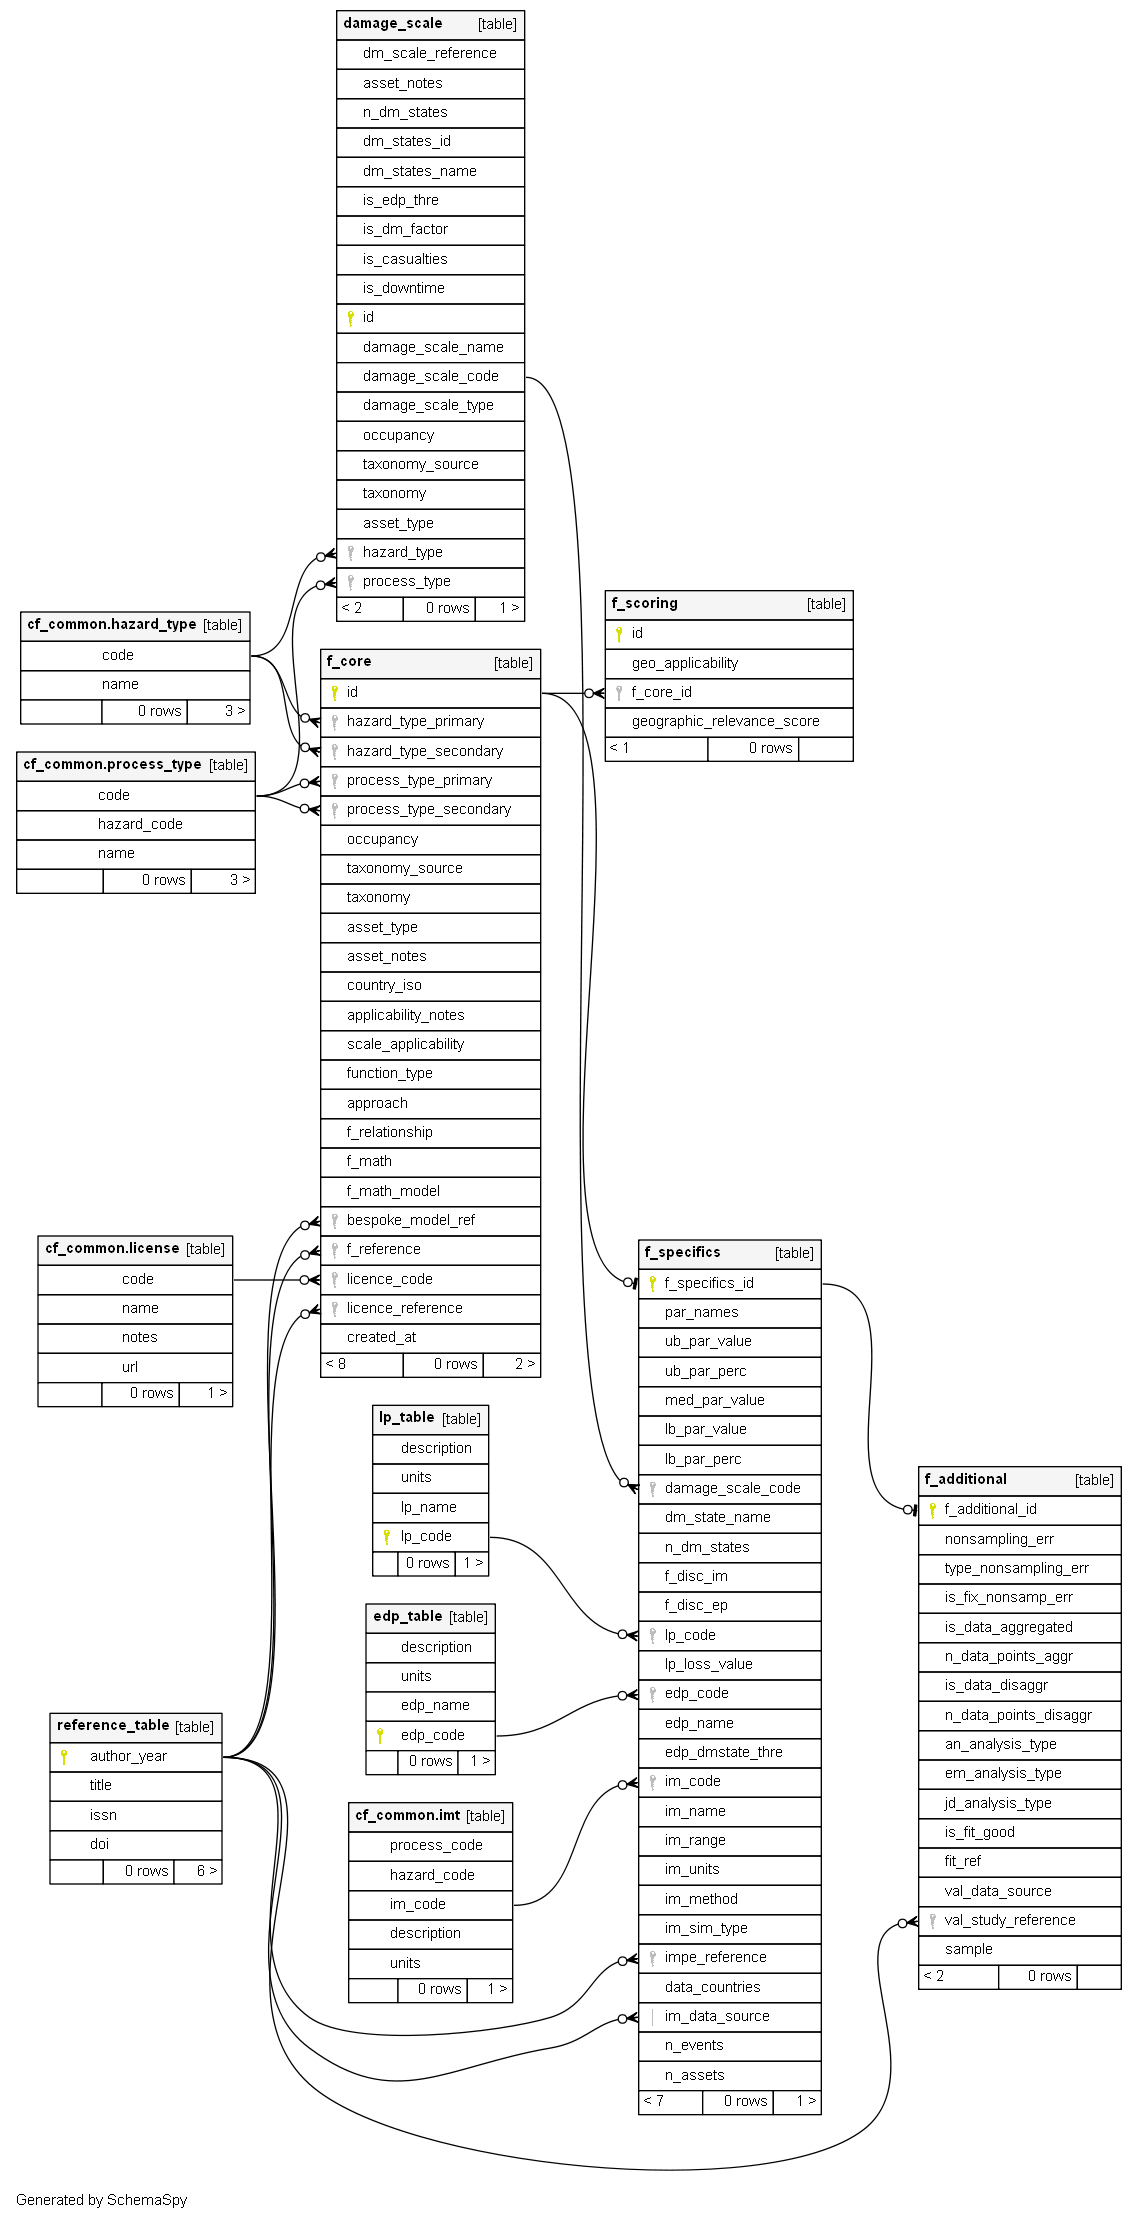 damage_scale [table]
dm_scale_reference
asset_notes
n_dm_states
dm_states_id
dm_states_name
is_edp_thre
is_dm_factor
is_casualties
is_downtime
id
damage_scale_name
damage_scale_code
damage_scale_type
occupancy
taxonomy_source
taxonomy
asset_type
hazard_type
process_type
< 2 0 rows 1 >
f_scoring [table]
id
geo_applicability
f_core_id
geographic_relevance_score
< 1 0 rows
cf_common.hazard_type [table]
code
name
0 rows 3 >
cf_common.process_type [table]
code
hazard_code
name
0 rows 3 >
f_core [table]
id
hazard_type_primary
hazard_type_secondary
process_type_primary
process_type_secondary
occupancy
taxonomy_source
taxonomy
asset_type
asset_notes
country_iso
applicability_notes
scale_applicability
function_type
approach
f_relationship
f_math
f_math_model
bespoke_model_ref
f_reference
licence_code
licence_reference
created_at
< 8 0 rows 2 >
cf_common.license [table]
code
name
notes
url
0 rows 1 >
lp_table [table]
description
units
lp_name
lp_code
0 rows 1 >
edp_table [table]
description
units
edp_name
edp_code
0 rows 1 >
reference_table [table]
author_year
title
issn
doi
0 rows 6 >
cf_common.imt [table]
process_code
hazard_code
im_code
description
units
0 rows 1 >
f_specifics [table]
f_specifics_id
par_names
ub_par_value
ub_par_perc
med_par_value
lb_par_value
lb_par_perc
damage_scale_code
dm_state_name
n_dm_states
f_disc_im
f_disc_ep
lp_code
lp_loss_value
edp_code
edp_name
edp_dmstate_thre
im_code
im_name
im_range
im_units
im_method
im_sim_type
impe_reference
data_countries
im_data_source
n_events
n_assets
< 7 0 rows 1 >
f_additional [table]
f_additional_id
nonsampling_err
type_nonsampling_err
is_fix_nonsamp_err
is_data_aggregated
n_data_points_aggr
is_data_disaggr
n_data_points_disaggr
an_analysis_type
em_analysis_type
jd_analysis_type
is_fit_good
fit_ref
val_data_source
val_study_reference
sample
< 2 0 rows
Generated by SchemaSpy